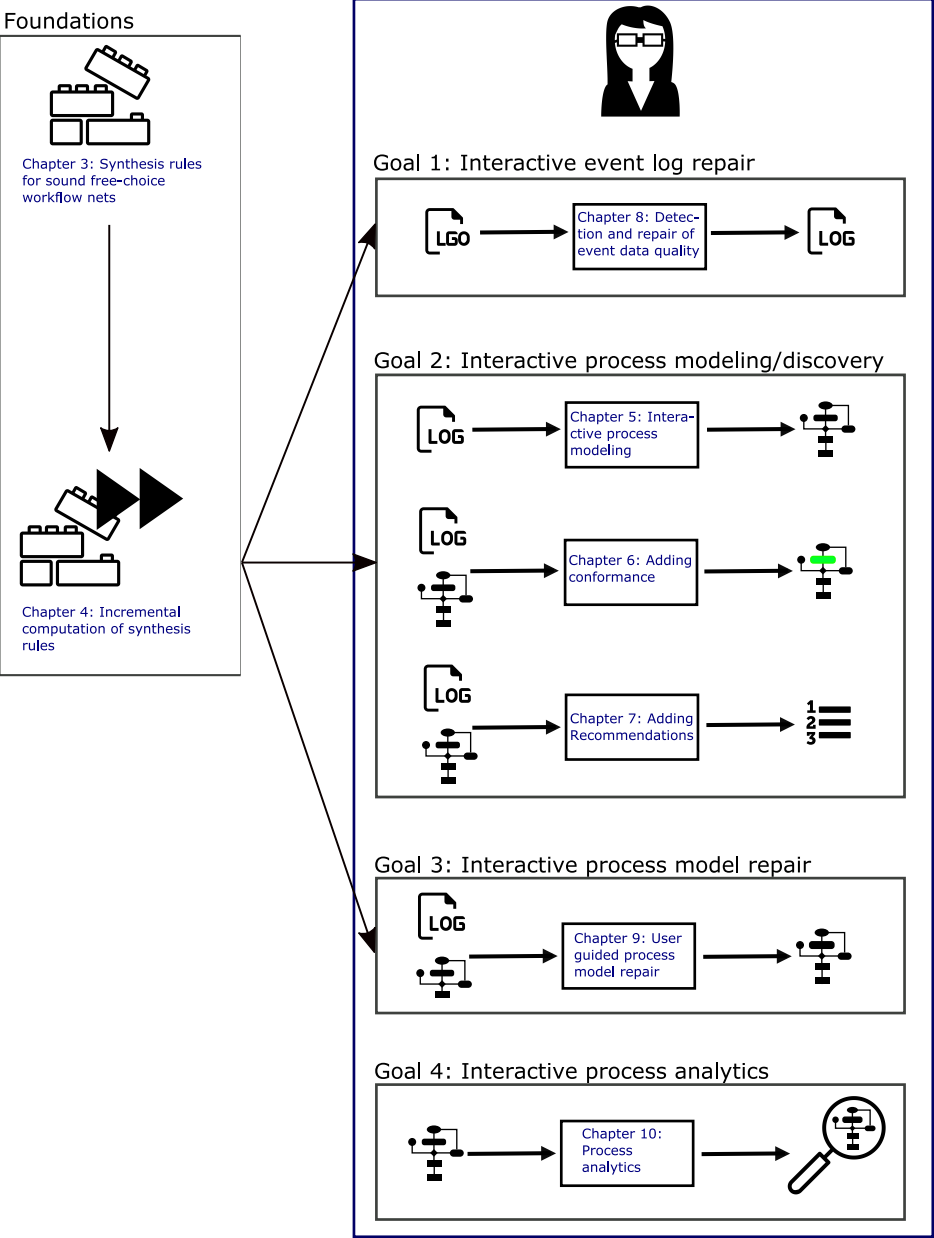 Foundations
Chapter 3: Synthesis rules
for sound free-choice
workflow nets
Chapter 4: Incremental
computation of synthesis
rules
Goal 1: Interactive event log repair
LGO
Chapter 8: Detec-
tion and repair of
event data quality
LOG
Goal 2: Interactive process modeling/discovery
LOG
Chapter 5: Intera-
ctive process
modeling
LOG
Chapter 6: Adding
conformance
LOG
Chapter 7: Adding
Recommendations
1
2
3
Goal 3: Interactive process model repair
LOG
Chapter 9: User
guided process
model repair
Goal 4: Interactive process analytics
Chapter 10:
Process
analytics